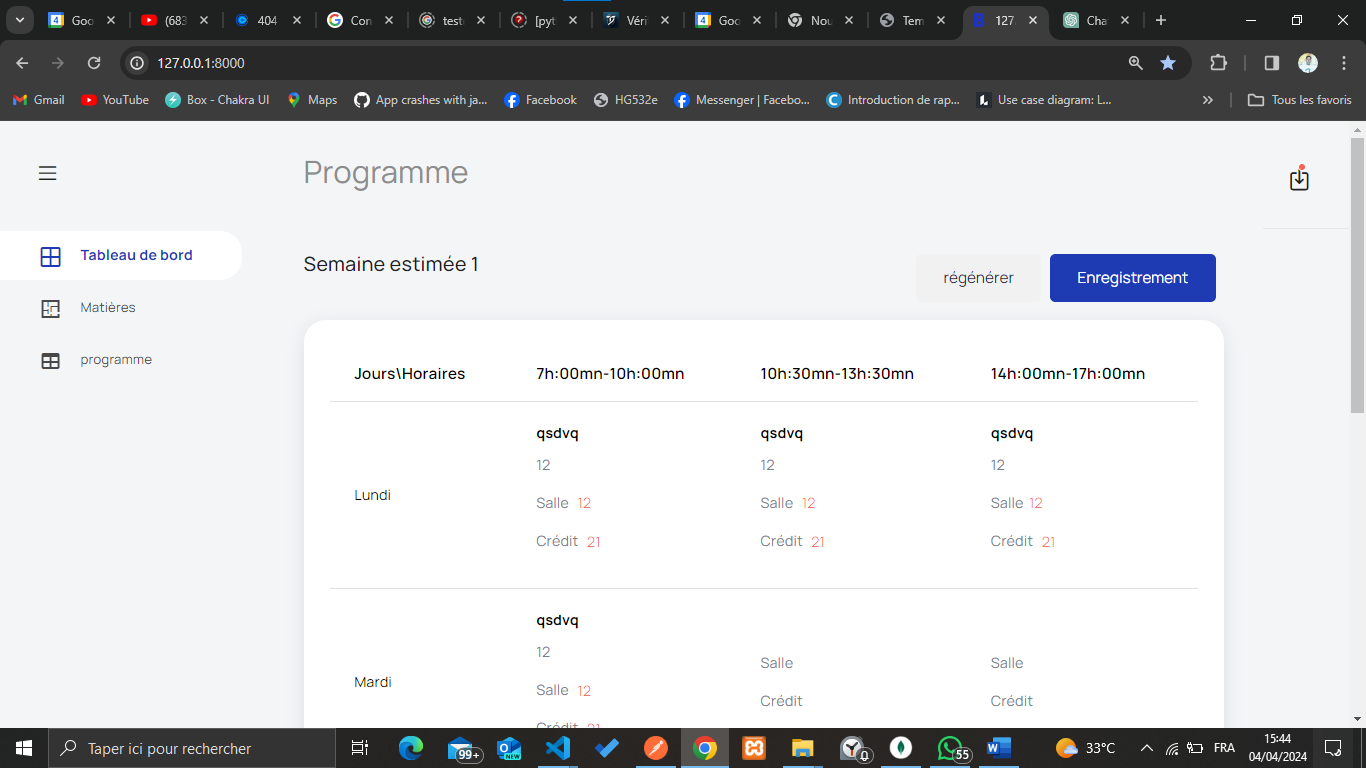 Goo
(683
404
Con
test
[pyt
Véri
Goo
Nou
Tem
127.
Cha
127.0.0.1:8000
Gmail
YouTube
Box - Chakra UI
Maps
App crashes with ja...
Facebook
HG532e
Messenger | Facebo...
Introduction de rap...
Use case diagram: L...
Tous les favoris
Programme
Tableau de bord
Matières
programme
Semaine estimée 1
régénérer
Enregistrement
Jours\Horaires 7h:00mn-10h:00mn 10h:30mn-13h:30mn 14h:00mn-17h:00mn
qsdvq qsdvq qsdvq
12 12 12
Lundi
Salle 12 Salle 12 Salle 12
Crédit 21 Crédit 21 Crédit 21
qsdvq
12
Salle Salle
Mardi
Salle 12
Crédit Crédit
Crédit 21
Taper ici pour rechercher
99+
NEW
55
33°C
FRA
15:44
04/04/2024